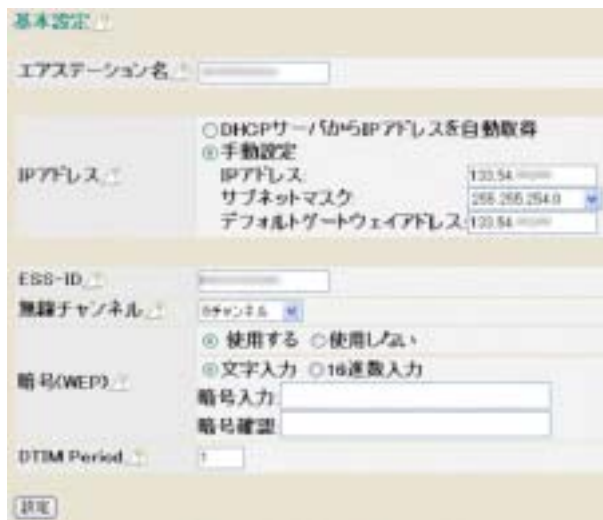 基本設定
エアステーション名
○DHCPサーバからIPアドレスを自動取得
手動設定
IPアドレス
IPアドレス 133.54.
サブネットマスク 255.255.254.0
デフォルトゲートウェイアドレス 133.54.
ESS-ID
無線チャンネル チャンネル
使用する ○使用しない
文字入力 ○16進数入力
暗号(WEP)
暗号入力
暗号確認
DTIM Period 1
設定